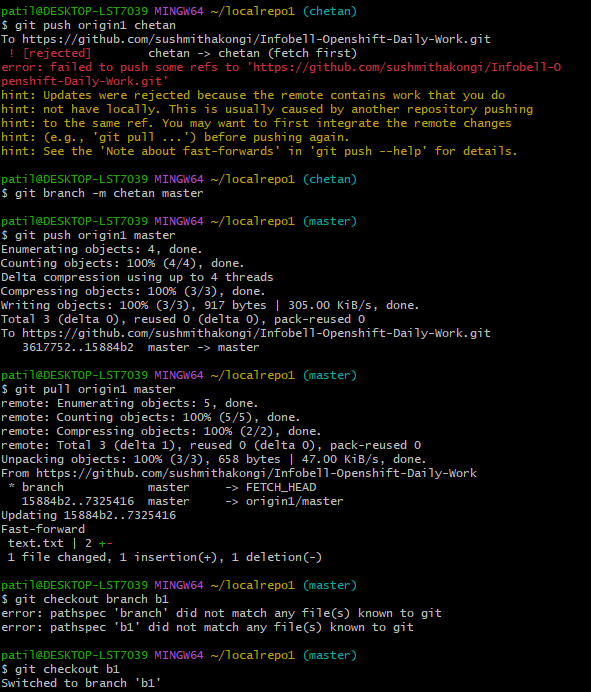 patil@DESKTOP-LST7O39 MINGW64 ~/localrepo1 (chetan)
$ git push origin1 chetan
To https://github.com/sushmithakongi/Infobell-Openshift-Daily-Work.git
 ! [rejected]        chetan -> chetan (fetch first)
error: failed to push some refs to 'https://github.com/sushmithakongi/Infobell-O
penshift-Daily-Work.git'
hint: Updates were rejected because the remote contains work that you do
hint: not have locally. This is usually caused by another repository pushing
hint: to the same ref. You may want to first integrate the remote changes
hint: (e.g., 'git pull ...') before pushing again.
hint: See the 'Note about fast-forwards' in 'git push --help' for details.
patil@DESKTOP-LST7O39 MINGW64 ~/localrepo1 (chetan)
$ git branch -m chetan master
patil@DESKTOP-LST7O39 MINGW64 ~/localrepo1 (master)
$ git push origin1 master
Enumerating objects: 4, done.
Counting objects: 100% (4/4), done.
Delta compression using up to 4 threads
Compressing objects: 100% (3/3), done.
Writing objects: 100% (3/3), 917 bytes | 305.00 KiB/s, done.
Total 3 (delta 0), reused 0 (delta 0), pack-reused 0
To https://github.com/sushmithakongi/Infobell-Openshift-Daily-Work.git
   3617752..15884b2  master -> master
patil@DESKTOP-LST7O39 MINGW64 ~/localrepo1 (master)
$ git pull origin1 master
remote: Enumerating objects: 5, done.
remote: Counting objects: 100% (5/5), done.
remote: Compressing objects: 100% (2/2), done.
remote: Total 3 (delta 1), reused 0 (delta 0), pack-reused 0
Unpacking objects: 100% (3/3), 658 bytes | 47.00 KiB/s, done.
From https://github.com/sushmithakongi/Infobell-Openshift-Daily-Work
 * branch            master     -> FETCH_HEAD
   15884b2..7325416  master     -> origin1/master
Updating 15884b2..7325416
Fast-forward
 text.txt | 2 +-
 1 file changed, 1 insertion(+), 1 deletion(-)
patil@DESKTOP-LST7O39 MINGW64 ~/localrepo1 (master)
$ git checkout branch b1
error: pathspec 'branch' did not match any file(s) known to git
error: pathspec 'b1' did not match any file(s) known to git
patil@DESKTOP-LST7O39 MINGW64 ~/localrepo1 (master)
$ git checkout b1
Switched to branch 'b1'